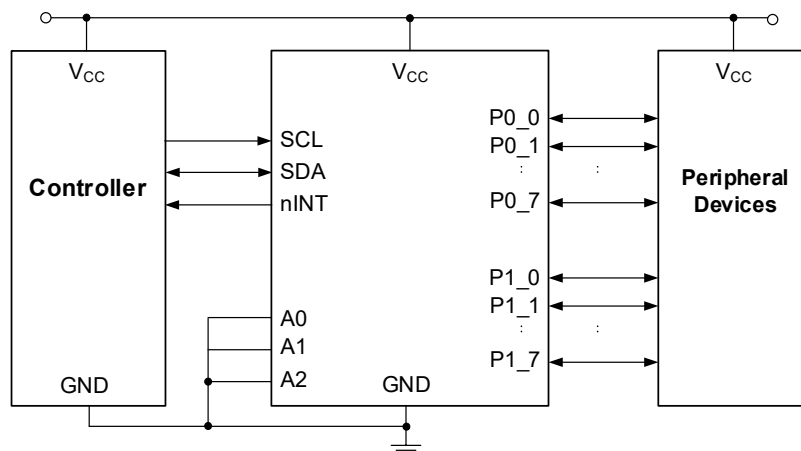 VCC
Controller
GND
VCC
SCL
SDA
nINT
A0
A1
A2
GND
P0_0
P0_1
:
:
P0_7
P1_0
P1_1
:
:
P1_7
VCC
Peripheral
Devices